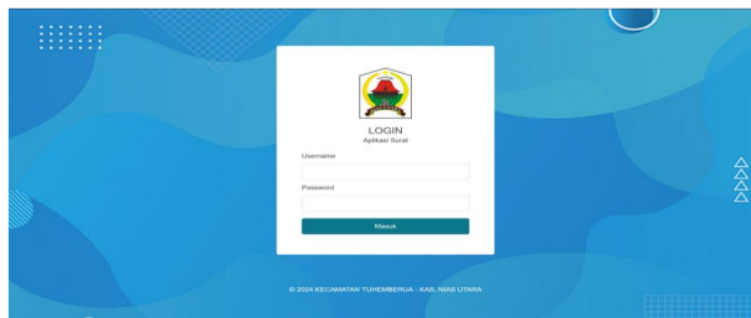 LOGIN
Aplikasi Surat
Username
Password
Masuk
© 2024 KECAMATAN TUHEMBERUA - KAB. NIAS UTARA